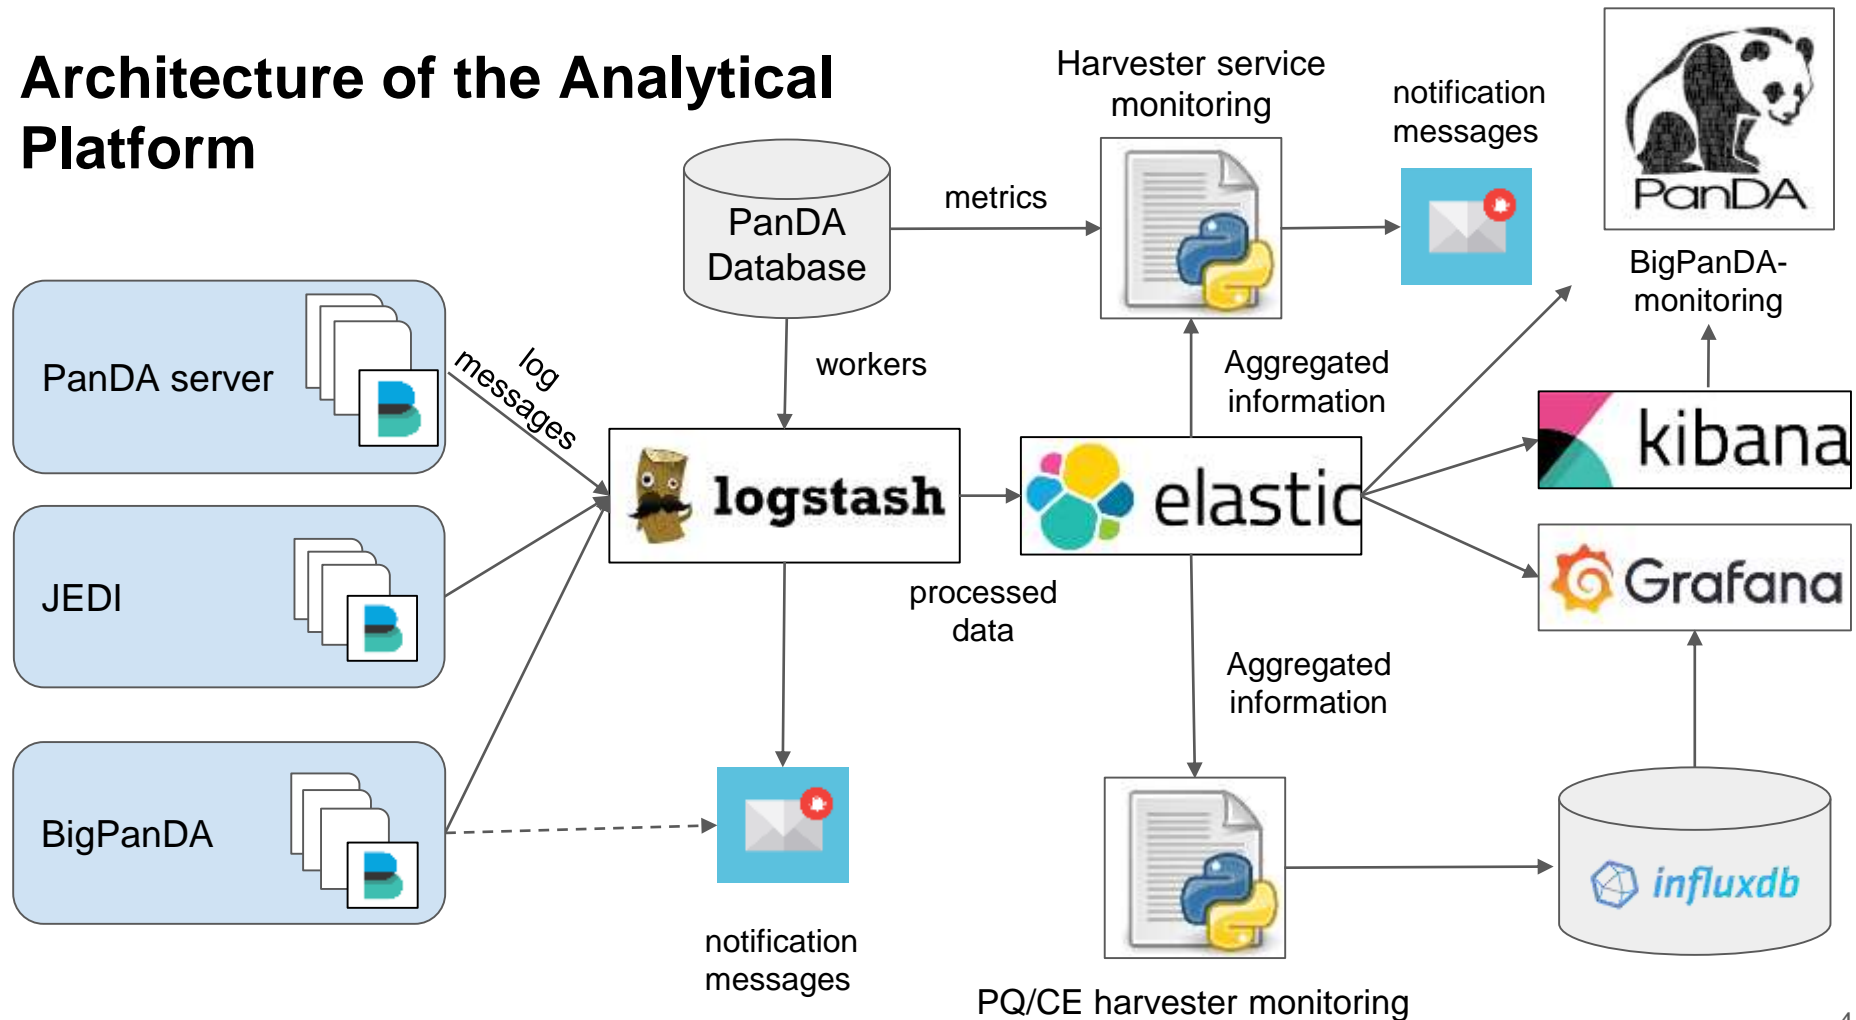 Architecture of the Analytical
Platform
Harvester service
monitoring
notification
messages
PanDA
BigPanDA-
monitoring
PanDA
Database
metrics
workers
PanDA server
log
messages
Aggregated
information
logstash
elastic
kibana
Grafana
JEDI
processed
data
Aggregated
information
BigPanDA
notification
messages
influxdb
PQ/CE harvester monitoring
4